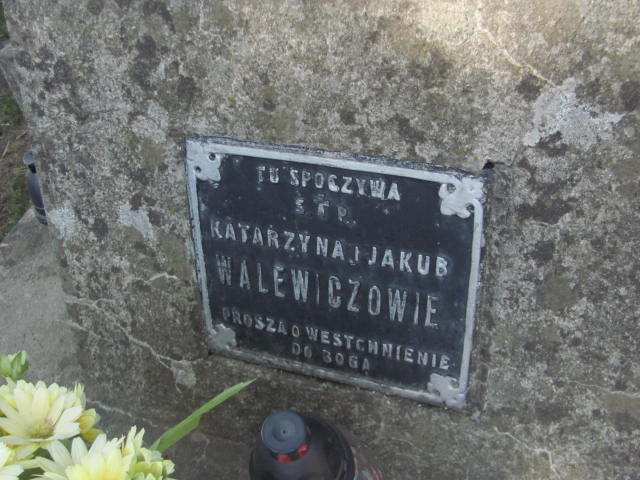 TU SPOCZYWA
Ś † P.
KATARZYNA I JAKUB
WALEWICZOWIE
PROSZĄ O WESTCHNIENIE
DO BOGA